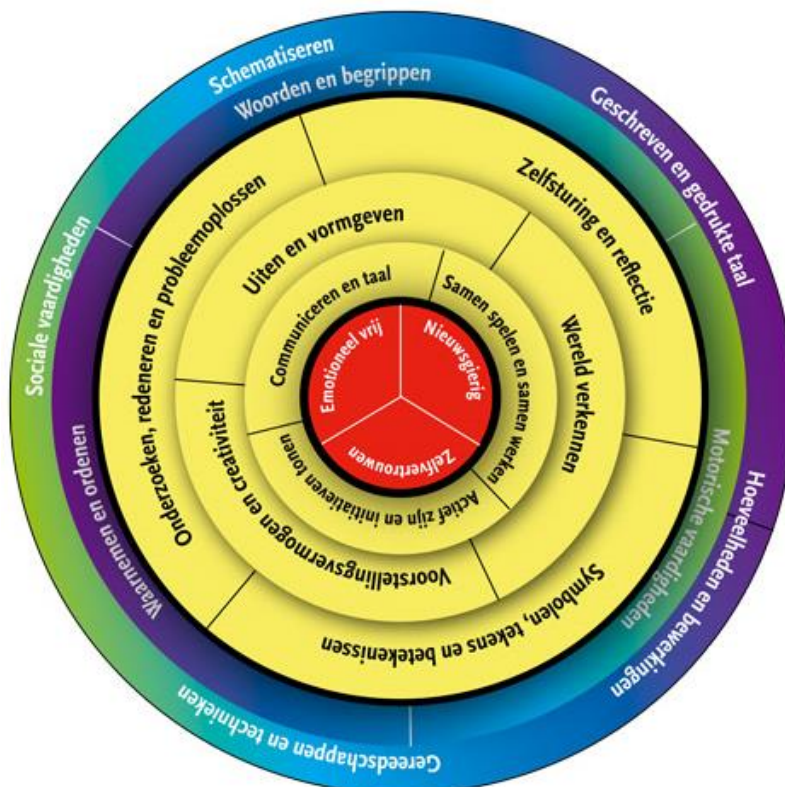 Schematiseren
Woorden en begrippen
Geschreven en gedrukte taal
Sociale vaardigheden
Onderzoeken, redeneren en probleemoplossen
Zelfsturing en reflectie
Uiten en vormgeven
Communiceren en taal
Samen spelen en samen werken
Emotioneel vrij
Nieuwsgierig
Zelfvertrouwen
Wereld verkennen
Actief zijn en initiatieven tonen
Voorstellingsvermogen en creativiteit
Symbolen, tekens en betekenissen
Waarnemen en ordenen
Motorische vaardigheden
Hoeveelheden en bewerkingen
Gereedschappen en technieken